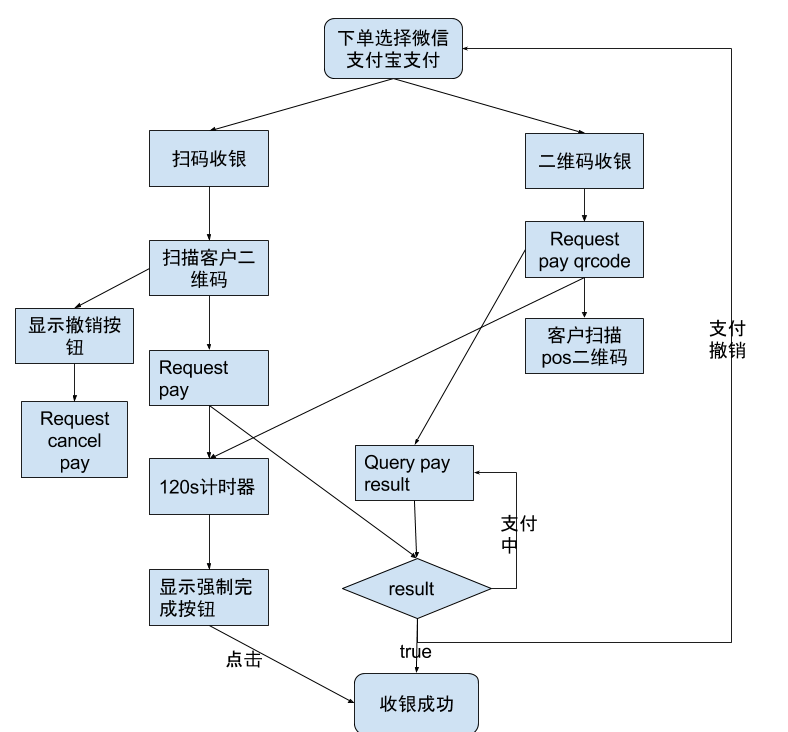 下单选择微信
支付宝支付
扫码收银
二维码收银
扫描客户二
维码
Request
pay qrcode
显示撤销按
钮
客户扫描
pos二维码
支付
撤销
Request
pay
Request
cancel
pay
120s计时器
Query pay
result
支付
中
显示强制完
成按钮
result
点击
true
收银成功